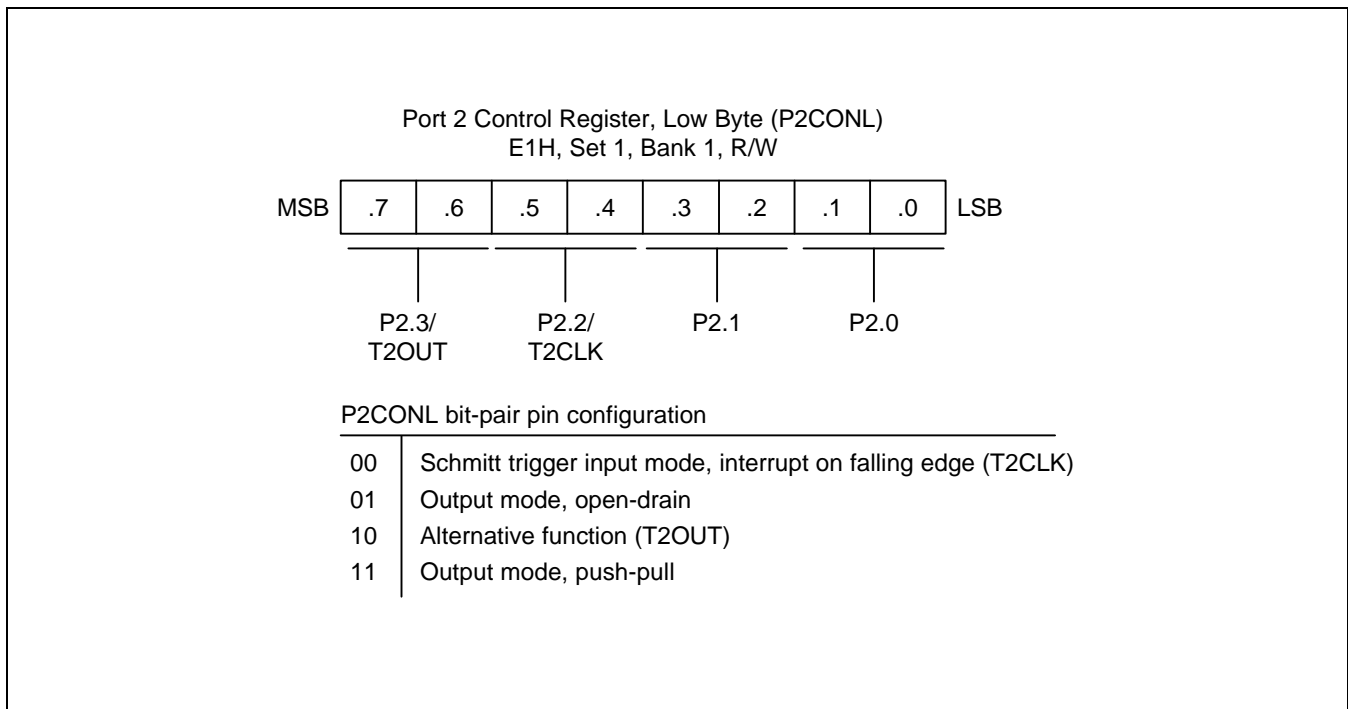 Port 2 Control Register, Low Byte (P2CONL)
E1H, Set 1, Bank 1, R/W
MSB .7 .6 .5 .4 .3 .2 .1 .0 LSB
P2.3/ P2.2/ P2.1 P2.0
T2OUT T2CLK
P2CONL bit-pair pin configuration
00 Schmitt trigger input mode, interrupt on falling edge (T2CLK)
01 Output mode, open-drain
10 Alternative function (T2OUT)
11 Output mode, push-pull